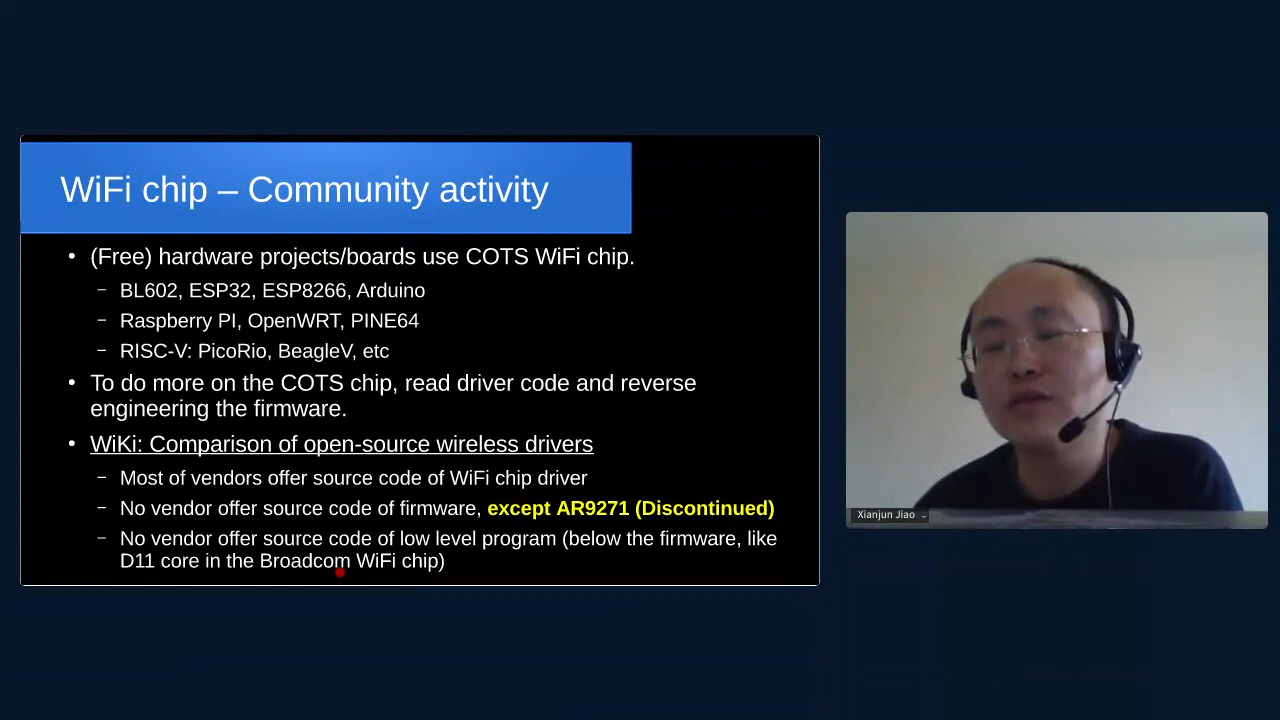 WiFi chip – Community activity
• (Free) hardware projects/boards use COTS WiFi chip.
– BL602, ESP32, ESP8266, Arduino
– Raspberry PI, OpenWRT, PINE64
– RISC-V: PicoRio, BeagleV, etc
• To do more on the COTS chip, read driver code and reverse
engineering the firmware.
• WiKi: Comparison of open-source wireless drivers
– Most of vendors offer source code of WiFi chip driver
– No vendor offer source code of firmware, except AR9271 (Discontinued)
– No vendor offer source code of low level program (below the firmware, like
D11 core in the Broadcom WiFi chip)
Xianjun Jiao